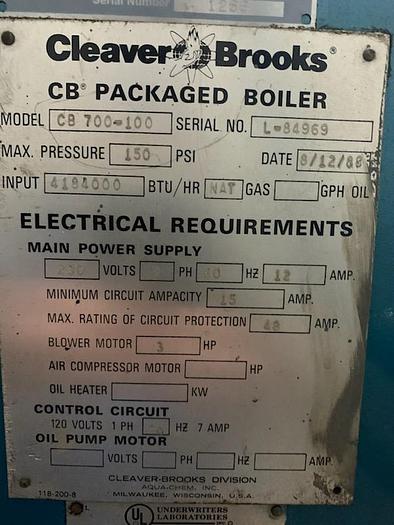 Serial Number
Cleaver Brooks®
CB® PACKAGED BOILER
MODEL CB 700-100 SERIAL NO. L-84969
MAX. PRESSURE 150 PSI DATE 8/12/88
INPUT 4184000 BTU/HR NAT GAS GPH OIL
ELECTRICAL REQUIREMENTS
MAIN POWER SUPPLY
230 VOLTS PH HZ 12 AMP.
MINIMUM CIRCUIT AMPACITY 15 AMP.
MAX. RATING OF CIRCUIT PROTECTION AMP.
BLOWER MOTOR 3 HP
AIR COMPRESSOR MOTOR HP
OIL HEATER KW
CONTROL CIRCUIT
120 VOLTS 1 PH HZ 7 AMP
OIL PUMP MOTOR
VOLTS PH HZ AMP.
CLEAVER-BROOKS DIVISION
AQUA-CHEM, INC.
118-200-8 MILWAUKEE, WISCONSIN, U.S.A.
UL UNDERWRITERS
LABORATORIES